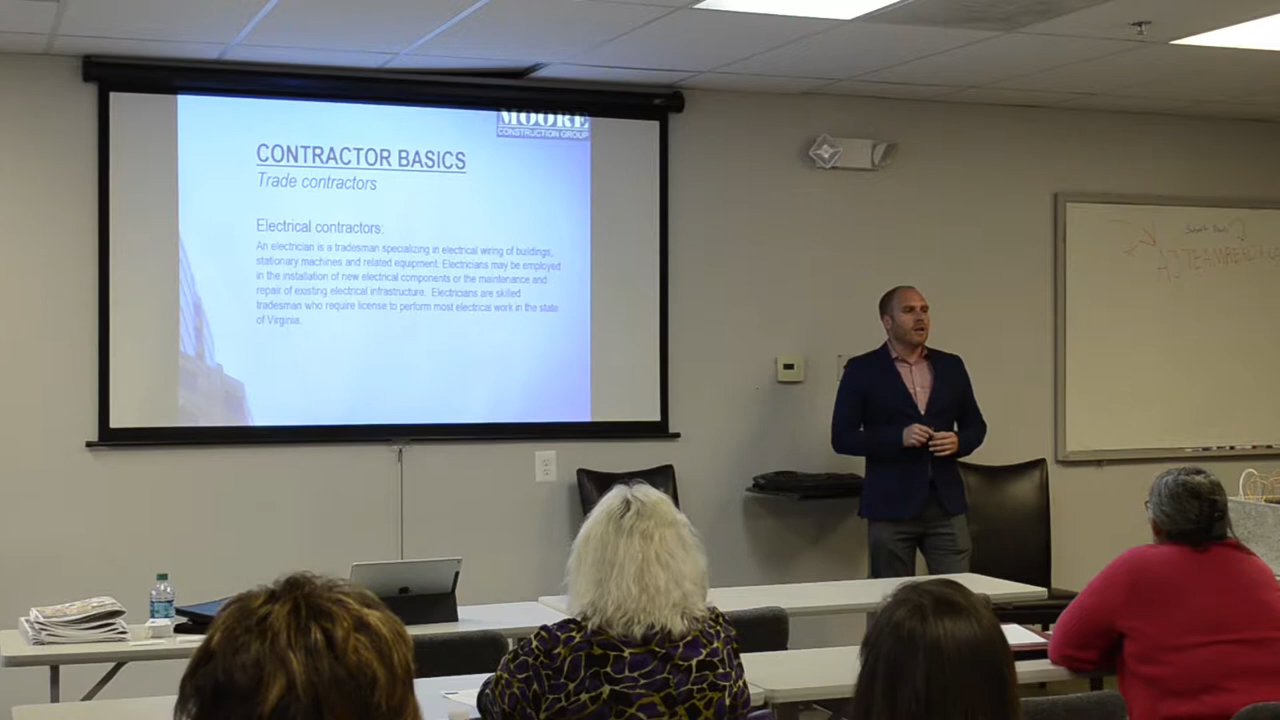 MOORE
CONSTRUCTION GROUP
CONTRACTOR BASICS
Trade contractors
Electrical contractors:
An electrician is a tradesman specializing in electrical wiring of buildings,
stationary machines and related equipment. Electricians may be employed
in the installation of new electrical components or the maintenance and
repair of existing electrical infrastructure. Electricians are skilled
tradesman who require license to perform most electrical work in the state
of Virginia.